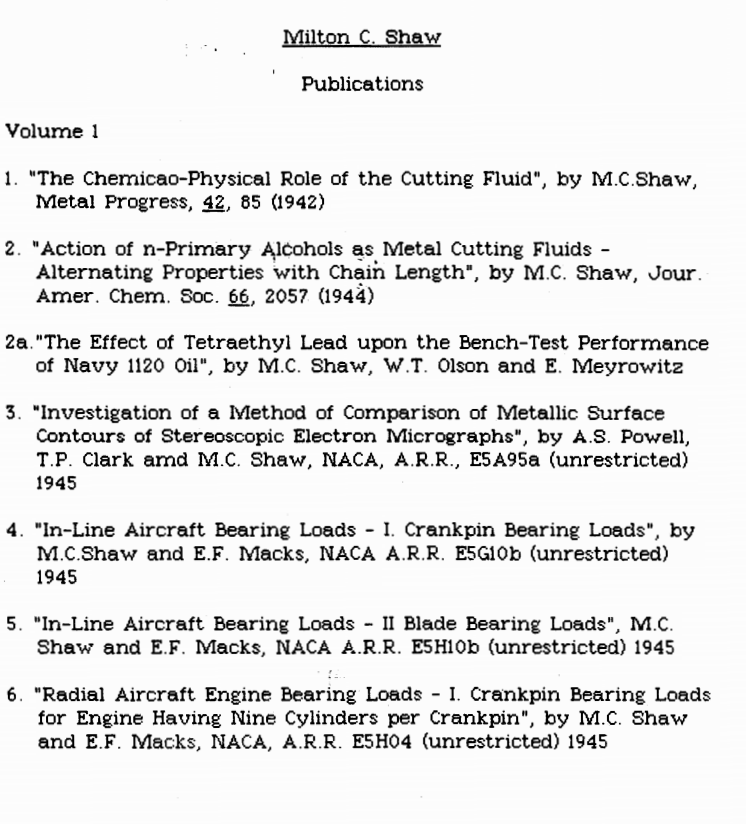 Milton C. Shaw
Publications
Volume 1
1. "The Chemicao-Physical Role of the Cutting Fluid", by M.C.Shaw,
Metal Progress, 42, 85 (1942)
2. "Action of n-Primary Alcohols as Metal Cutting Fluids -
Alternating Properties with Chain Length", by M.C. Shaw, Jour.
Amer. Chem. Soc. 66, 2057 (1944)
2a."The Effect of Tetraethyl Lead upon the Bench-Test Performance
of Navy 1120 Oil", by M.C. Shaw, W.T. Olson and E. Meyrowitz
3. "Investigation of a Method of Comparison of Metallic Surface
Contours of Stereoscopic Electron Micrographs", by A.S. Powell,
T.P. Clark amd M.C. Shaw, NACA, A.R.R., E5A95a (unrestricted)
1945
4. "In-Line Aircraft Bearing Loads - I. Crankpin Bearing Loads", by
M.C.Shaw and E.F. Macks, NACA A.R.R. E5G10b (unrestricted)
1945
5. "In-Line Aircraft Bearing Loads - II Blade Bearing Loads", M.C.
Shaw and E.F. Macks, NACA A.R.R. E5H10b (unrestricted) 1945
6. "Radial Aircraft Engine Bearing Loads - I. Crankpin Bearing Loads
for Engine Having Nine Cylinders per Crankpin", by M.C. Shaw
and E.F. Macks, NACA, A.R.R. E5H04 (unrestricted) 1945